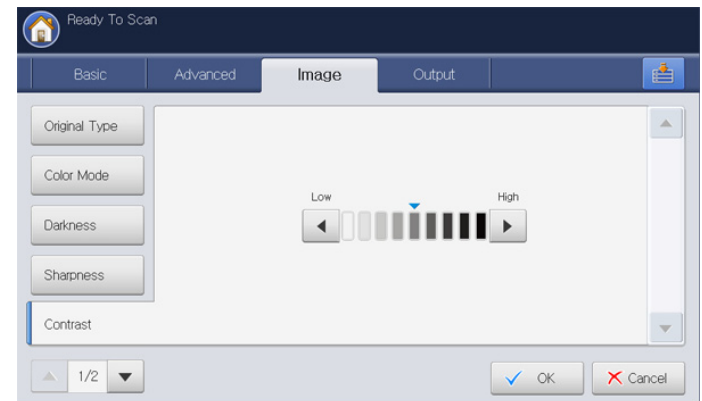 Ready To Scan
Basic Advanced Image Output
Original Type
Color Mode
Darkness
Sharpness
Contrast
Low High
1/2
OK Cancel